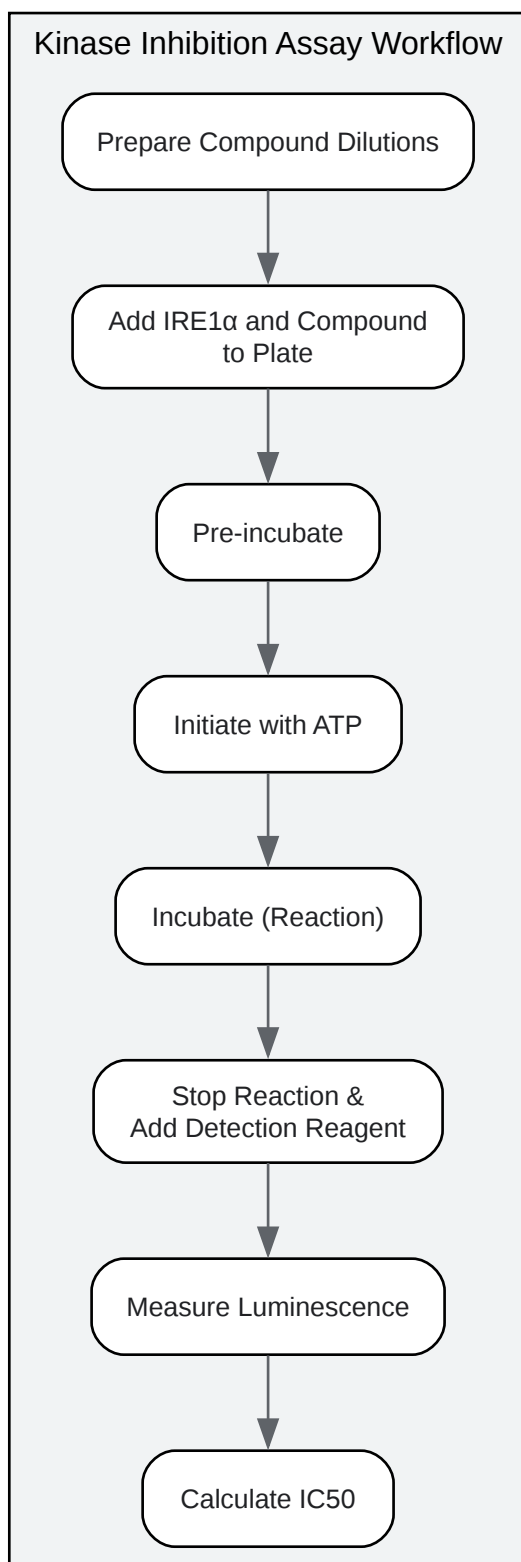 Kinase Inhibition Assay Workflow
Prepare Compound Dilutions
Add IRE1α and Compound
to Plate
Pre-incubate
Initiate with ATP
Incubate (Reaction)
Stop Reaction &
Add Detection Reagent
Measure Luminescence
Calculate IC50